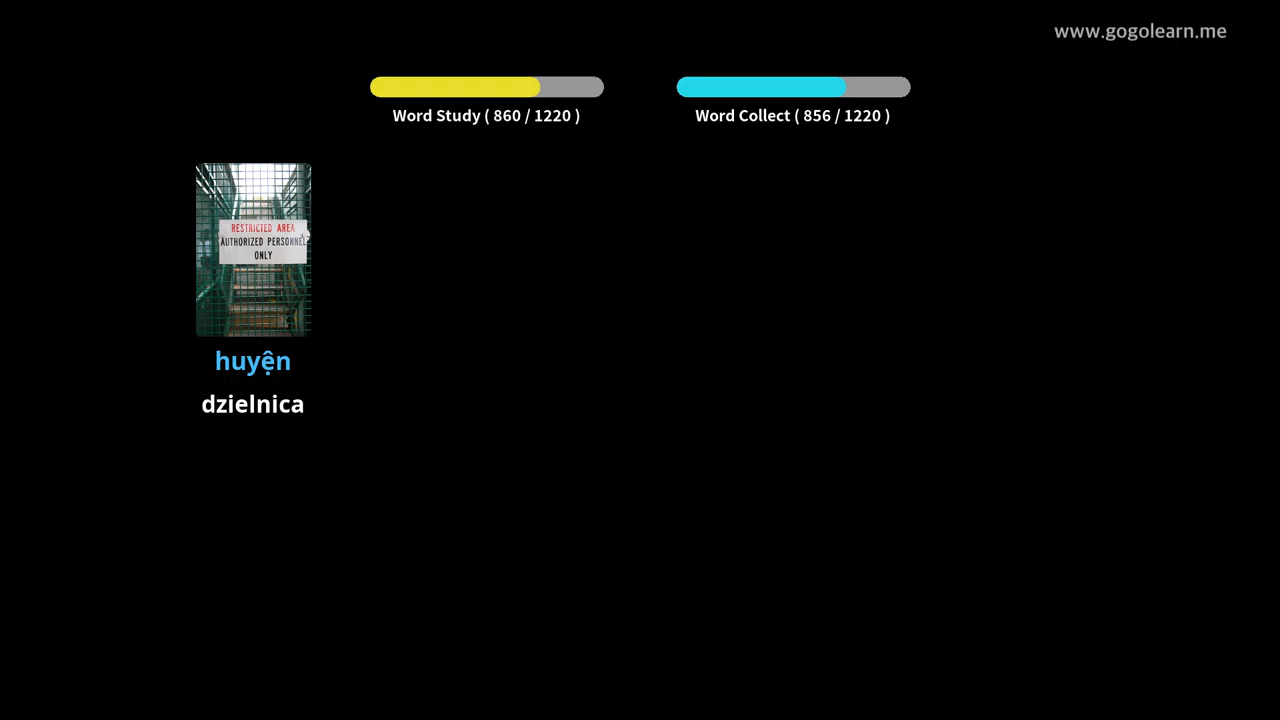 www.gogolearn.me
Word Study ( 860 / 1220 )
Word Collect ( 856 / 1220 )
RESTRICTED AREA
AUTHORIZED PERSONNEL
ONLY
huyện
dzielnica